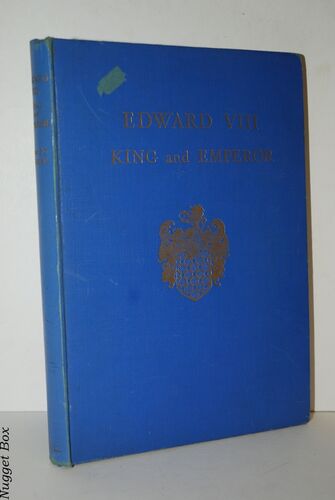 EDWARD VIII
KING and EMPEROR
Nugget Box